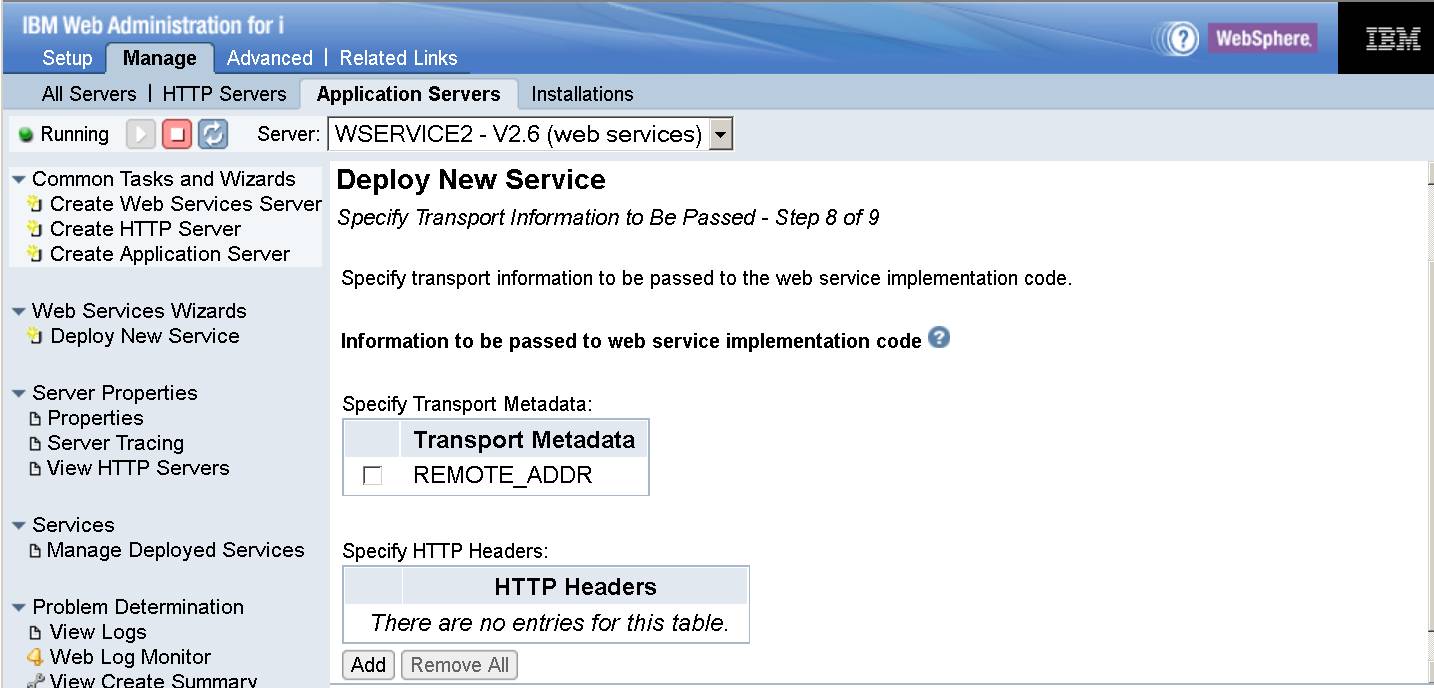 IBM Web Administration for i
WebSphere.
IBM
Setup Manage Advanced | Related Links
All Servers | HTTP Servers Application Servers Installations
Running Server: WSERVICE2 - V2.6 (web services)
Common Tasks and Wizards
Create Web Services Server
Create HTTP Server
Create Application Server
Web Services Wizards
Deploy New Service
Server Properties
Properties
Server Tracing
View HTTP Servers
Services
Manage Deployed Services
Problem Determination
View Logs
Web Log Monitor
View Create Summary
Deploy New Service
Specify Transport Information to Be Passed - Step 8 of 9
Specify transport information to be passed to the web service implementation code.
Information to be passed to web service implementation code ?
Specify Transport Metadata:
Transport Metadata
REMOTE_ADDR
Specify HTTP Headers:
HTTP Headers
There are no entries for this table.
Add Remove All